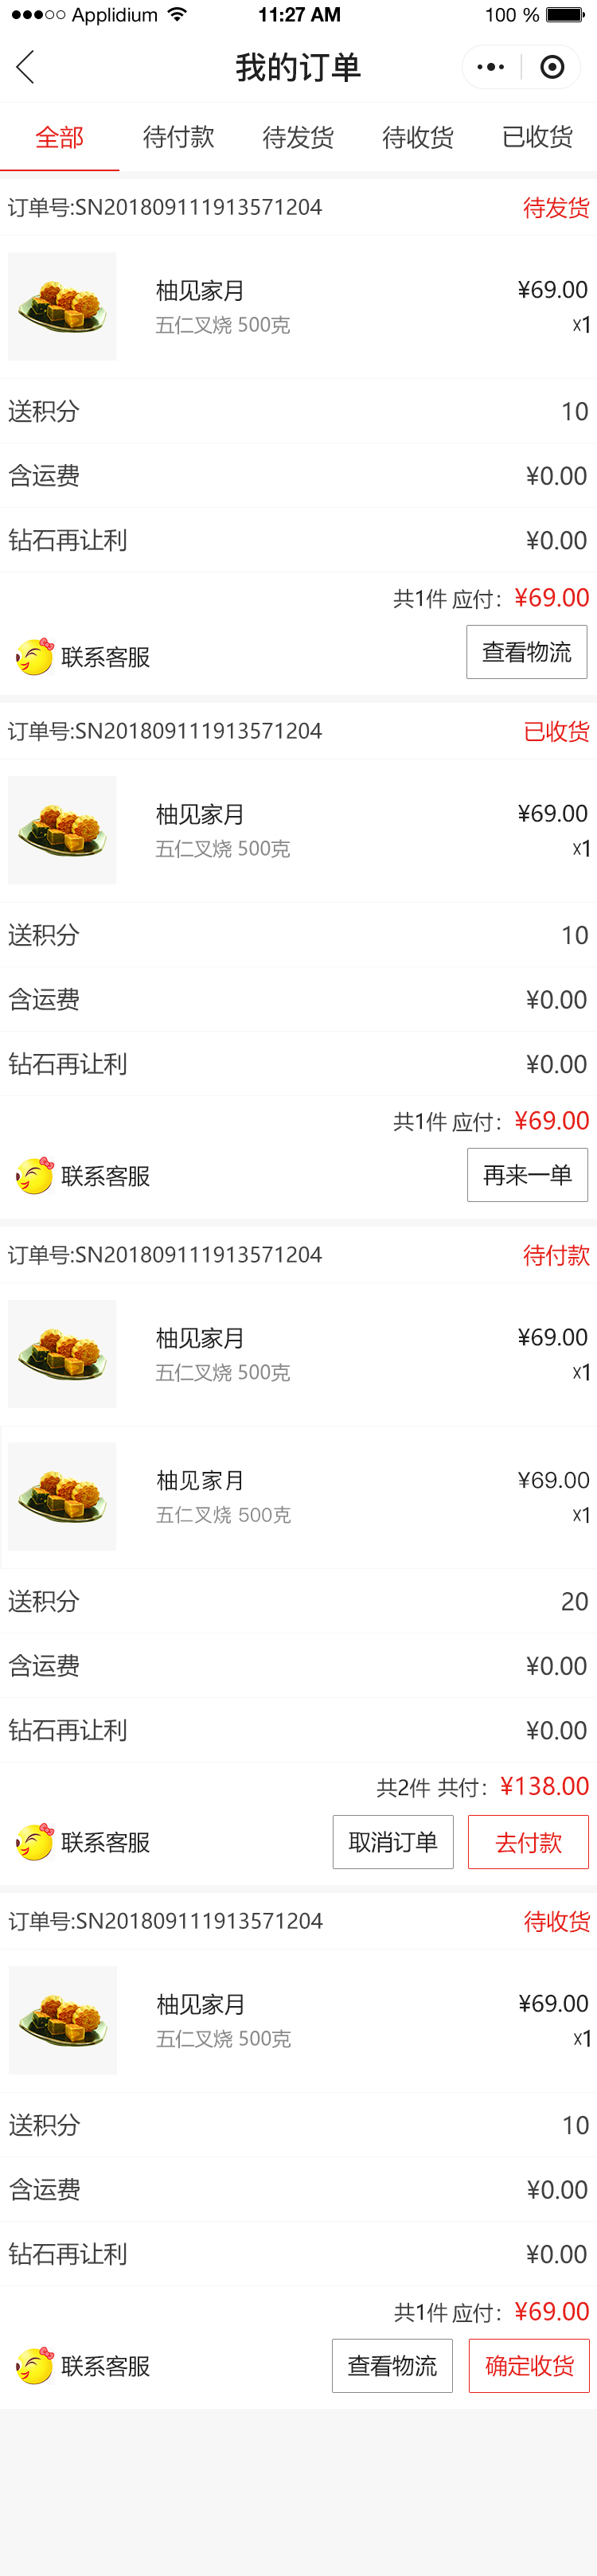 Applidium 11:27 AM 100 %
我的订单
全部 待付款 待发货 待收货 已收货
订单号:SN201809111913571204 待发货
柚见家月 ¥69.00
五仁叉烧 500克 x1
送积分 10
含运费 ¥0.00
钻石再让利 ¥0.00
共1件 应付：¥69.00
联系客服 查看物流
订单号:SN201809111913571204 已收货
柚见家月 ¥69.00
五仁叉烧 500克 x1
送积分 10
含运费 ¥0.00
钻石再让利 ¥0.00
共1件 应付：¥69.00
联系客服 再来一单
订单号:SN201809111913571204 待付款
柚见家月 ¥69.00
五仁叉烧 500克 x1
柚见家月 ¥69.00
五仁叉烧 500克 x1
送积分 20
含运费 ¥0.00
钻石再让利 ¥0.00
共2件 共付：¥138.00
联系客服 取消订单 去付款
订单号:SN201809111913571204 待收货
柚见家月 ¥69.00
五仁叉烧 500克 x1
送积分 10
含运费 ¥0.00
钻石再让利 ¥0.00
共1件 应付：¥69.00
联系客服 查看物流 确定收货